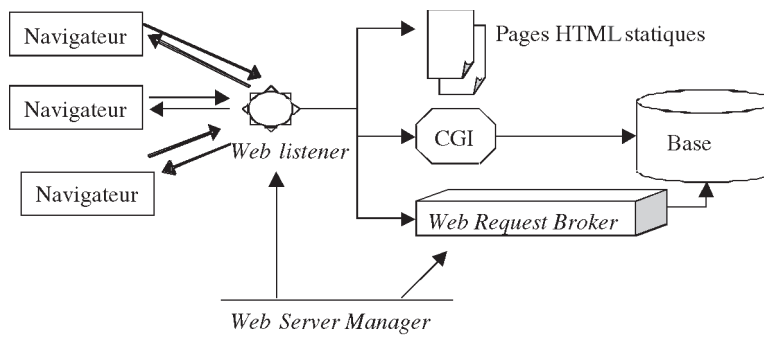 Navigateur
Pages HTML statiques
Navigateur
CGI
Base
Web listener
Navigateur
Web Request Broker
Web Server Manager